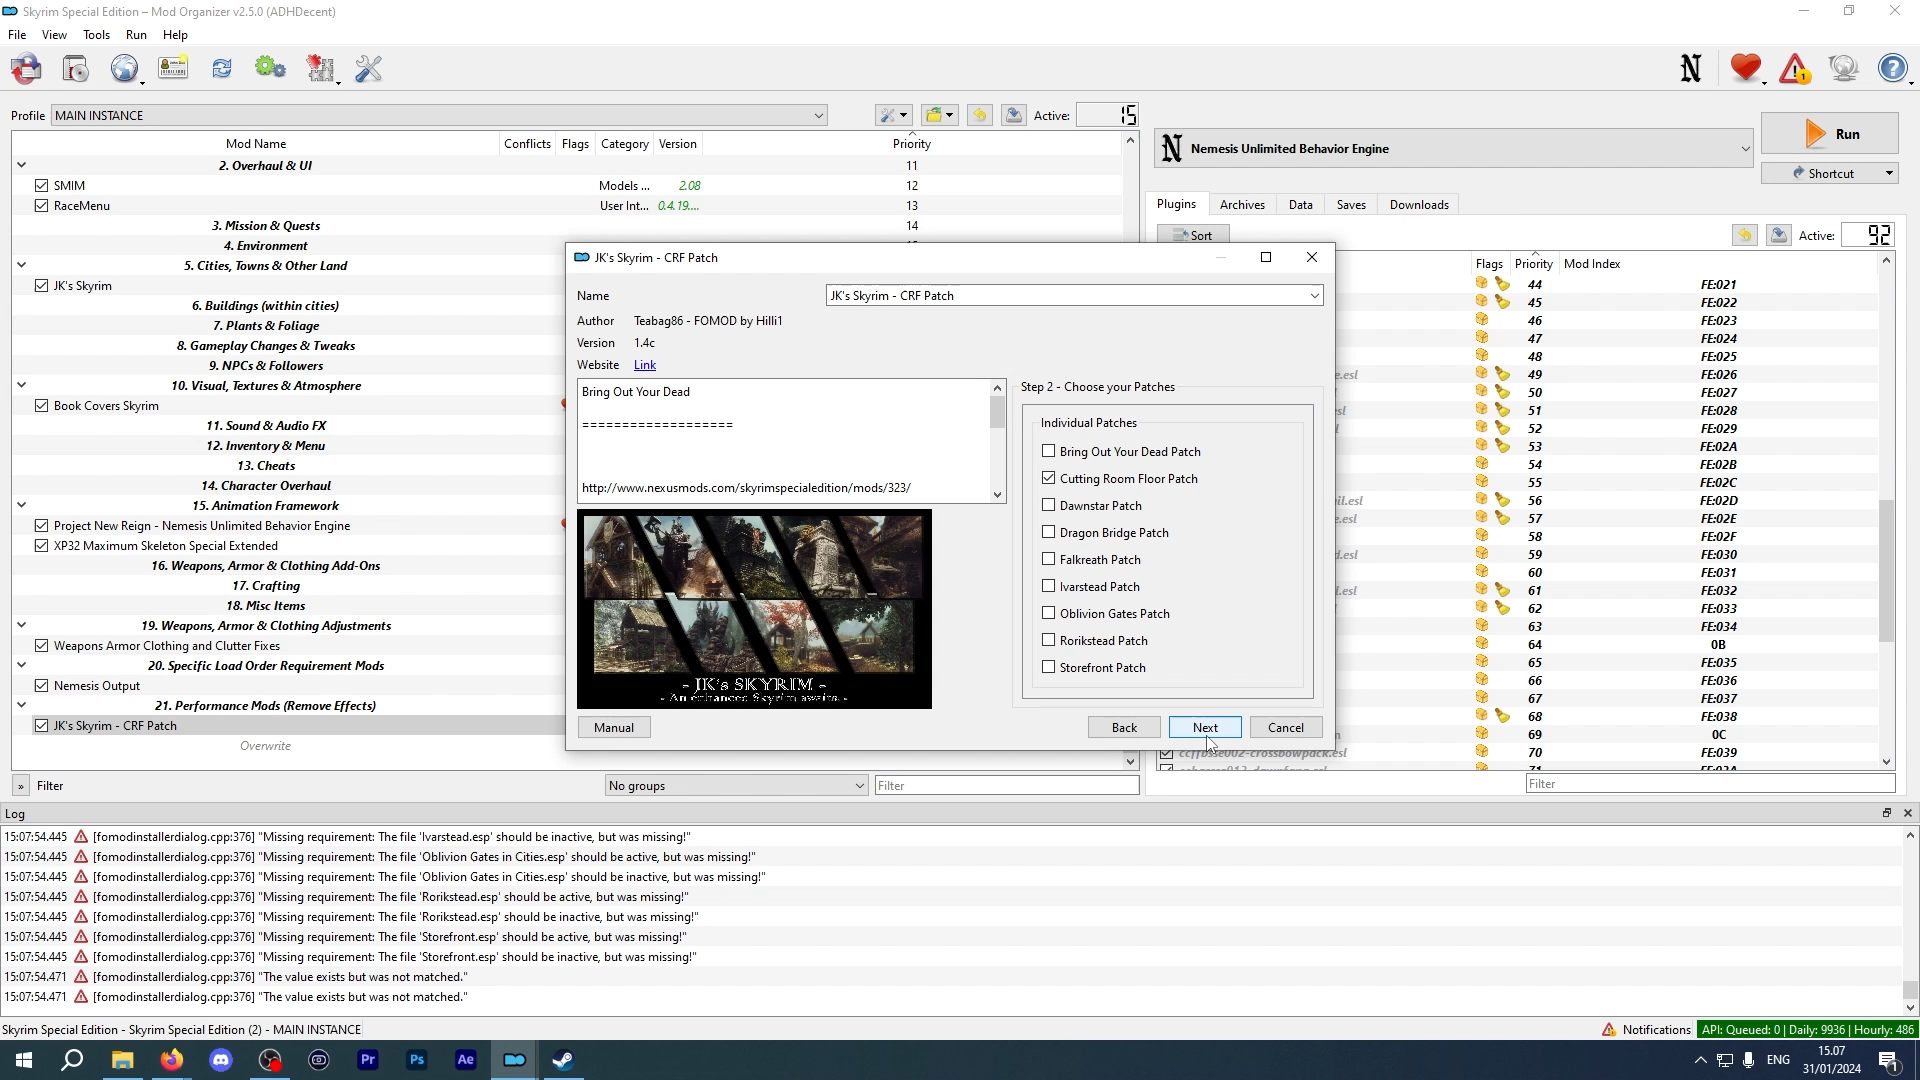 Skyrim Special Edition – Mod Organizer v2.5.0 (ADHDecent)
File View Tools Run Help
Profile MAIN INSTANCE
Active: 15
Mod Name Conflicts Flags Category Version Priority
2. Overhaul & UI 11
SMIM Models ... 2.08 12
RaceMenu User Int... 0.4.19.... 13
3. Mission & Quests 14
4. Environment
5. Cities, Towns & Other Land
JK's Skyrim
6. Buildings (within cities)
7. Plants & Foliage
8. Gameplay Changes & Tweaks
9. NPCs & Followers
10. Visual, Textures & Atmosphere
Book Covers Skyrim
11. Sound & Audio FX
12. Inventory & Menu
13. Cheats
14. Character Overhaul
15. Animation Framework
Project New Reign - Nemesis Unlimited Behavior Engine
XP32 Maximum Skeleton Special Extended
16. Weapons, Armor & Clothing Add-Ons
17. Crafting
18. Misc Items
19. Weapons, Armor & Clothing Adjustments
Weapons Armor Clothing and Clutter Fixes
20. Specific Load Order Requirement Mods
Nemesis Output
21. Performance Mods (Remove Effects)
JK's Skyrim - CRF Patch
Overwrite
» Filter
No groups
Filter
Nemesis Unlimited Behavior Engine
Run
Shortcut
Plugins Archives Data Saves Downloads
Sort
Active: 92
Flags Priority Mod Index
44 FE:021
45 FE:022
46 FE:023
47 FE:024
48 FE:025
e.esl 49 FE:026
50 FE:027
sl 51 FE:028
52 FE:029
53 FE:02A
54 FE:02B
55 FE:02C
il.esl 56 FE:02D
e.esl 57 FE:02E
58 FE:02F
d.esl 59 FE:030
60 FE:031
l.esl 61 FE:032
62 FE:033
63 FE:034
64 0B
65 FE:035
66 FE:036
67 FE:037
68 FE:038
69 0C
ccffbsse002-crossbowpack.esl 70 FE:039
71 FE:03A
Filter
JK's Skyrim - CRF Patch
Name JK's Skyrim - CRF Patch
Author Teabag86 - FOMOD by Hilli1
Version 1.4c
Website Link
Bring Out Your Dead
===================
http://www.nexusmods.com/skyrimspecialedition/mods/323/
- JK's SKYRIM -
- An enhanced Skyrim awaits. -
Step 2 - Choose your Patches
Individual Patches
Bring Out Your Dead Patch
Cutting Room Floor Patch
Dawnstar Patch
Dragon Bridge Patch
Falkreath Patch
Ivarstead Patch
Oblivion Gates Patch
Rorikstead Patch
Storefront Patch
Manual Back Next Cancel
Log
15:07:54.445 [fomodinstallerdialog.cpp:376] "Missing requirement: The file 'Ivarstead.esp' should be inactive, but was missing!"
15:07:54.445 [fomodinstallerdialog.cpp:376] "Missing requirement: The file 'Oblivion Gates in Cities.esp' should be active, but was missing!"
15:07:54.445 [fomodinstallerdialog.cpp:376] "Missing requirement: The file 'Oblivion Gates in Cities.esp' should be inactive, but was missing!"
15:07:54.445 [fomodinstallerdialog.cpp:376] "Missing requirement: The file 'Rorikstead.esp' should be active, but was missing!"
15:07:54.445 [fomodinstallerdialog.cpp:376] "Missing requirement: The file 'Rorikstead.esp' should be inactive, but was missing!"
15:07:54.445 [fomodinstallerdialog.cpp:376] "Missing requirement: The file 'Storefront.esp' should be active, but was missing!"
15:07:54.445 [fomodinstallerdialog.cpp:376] "Missing requirement: The file 'Storefront.esp' should be inactive, but was missing!"
15:07:54.471 [fomodinstallerdialog.cpp:376] "The value exists but was not matched."
15:07:54.471 [fomodinstallerdialog.cpp:376] "The value exists but was not matched."
Skyrim Special Edition - Skyrim Special Edition (2) - MAIN INSTANCE
Notifications API: Queued: 0 | Daily: 9936 | Hourly: 486
Pr Ps Ae
ENG 15.07
31/01/2024